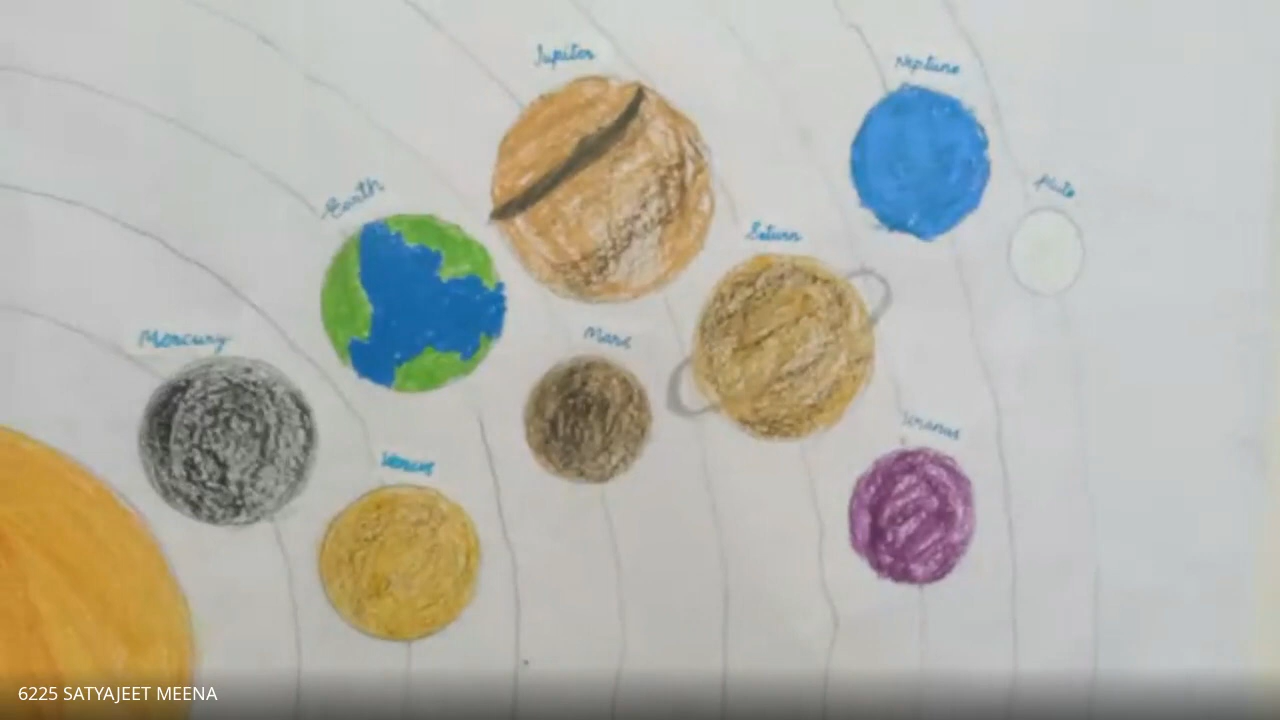 Jupiter
Neptune
Earth
Pluto
Saturn
Mercury
Mars
Uranus
Venus
6225 SATYAJEET MEENA